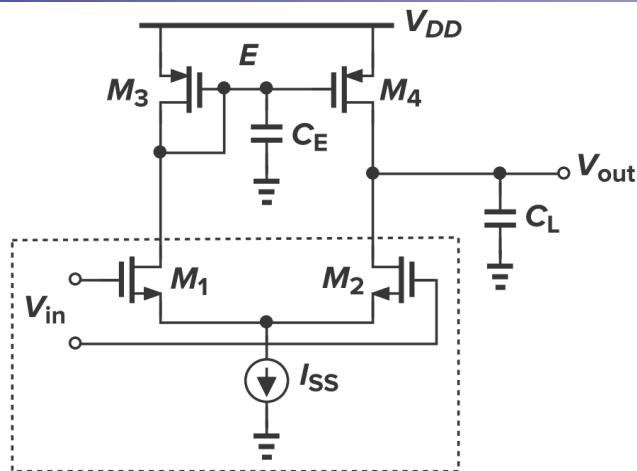 V_DD
E
M_3
M_4
C_E
V_out
C_L
M_1
M_2
V_in
I_SS